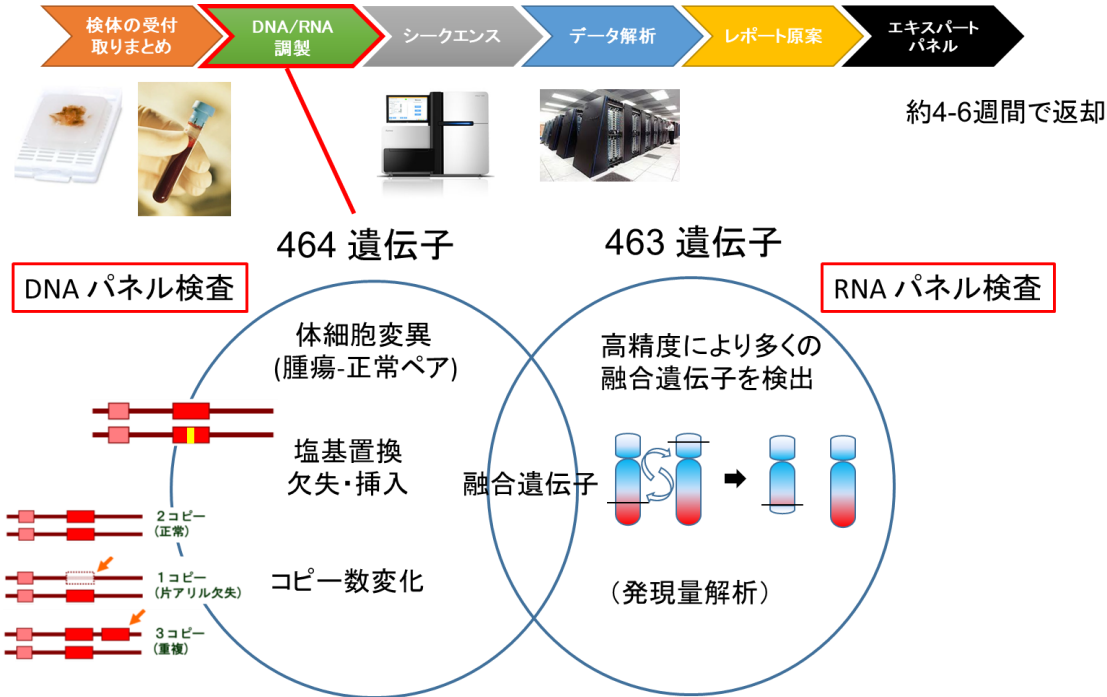 検体の受付
取りまとめ
DNA/RNA
調製
シークエンス
データ解析
レポート原案
エキスパート
パネル
約4-6週間で返却
464 遺伝子
463 遺伝子
DNA パネル検査
RNA パネル検査
体細胞変異
(腫瘍-正常ペア)
高精度により多くの
融合遺伝子を検出
塩基置換
欠失・挿入
融合遺伝子
2コピー
(正常)
1コピー
(片アリル欠失)
コピー数変化
(発現量解析)
3コピー
(重複)